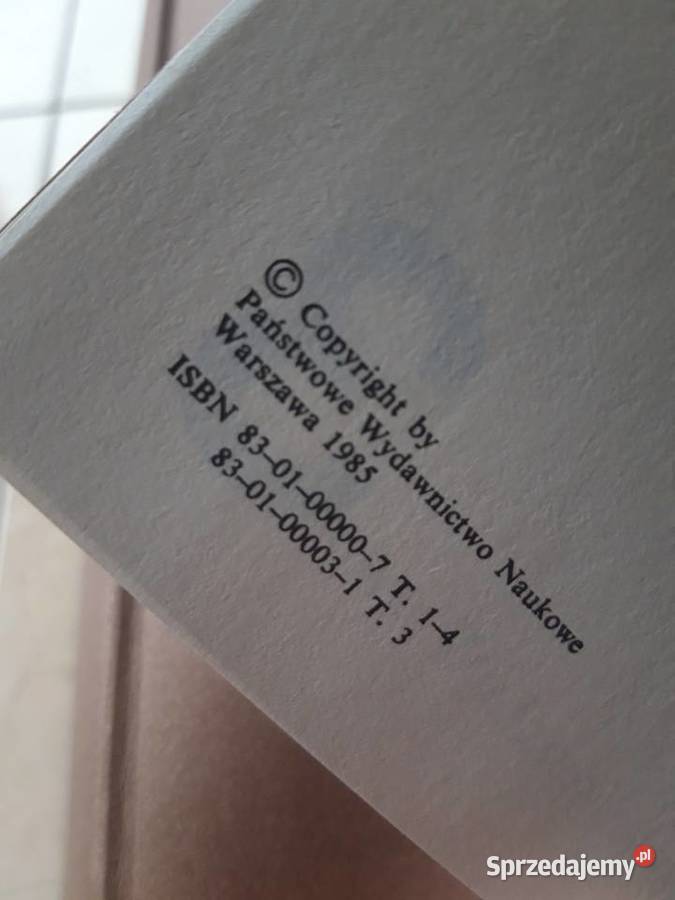 © Copyright by
Państwowe Wydawnictwo Naukowe
Warszawa 1985
ISBN 83-01-00000-7 T. 1-4
83-01-00003-1 T. 3
Sprzedajemy.pl